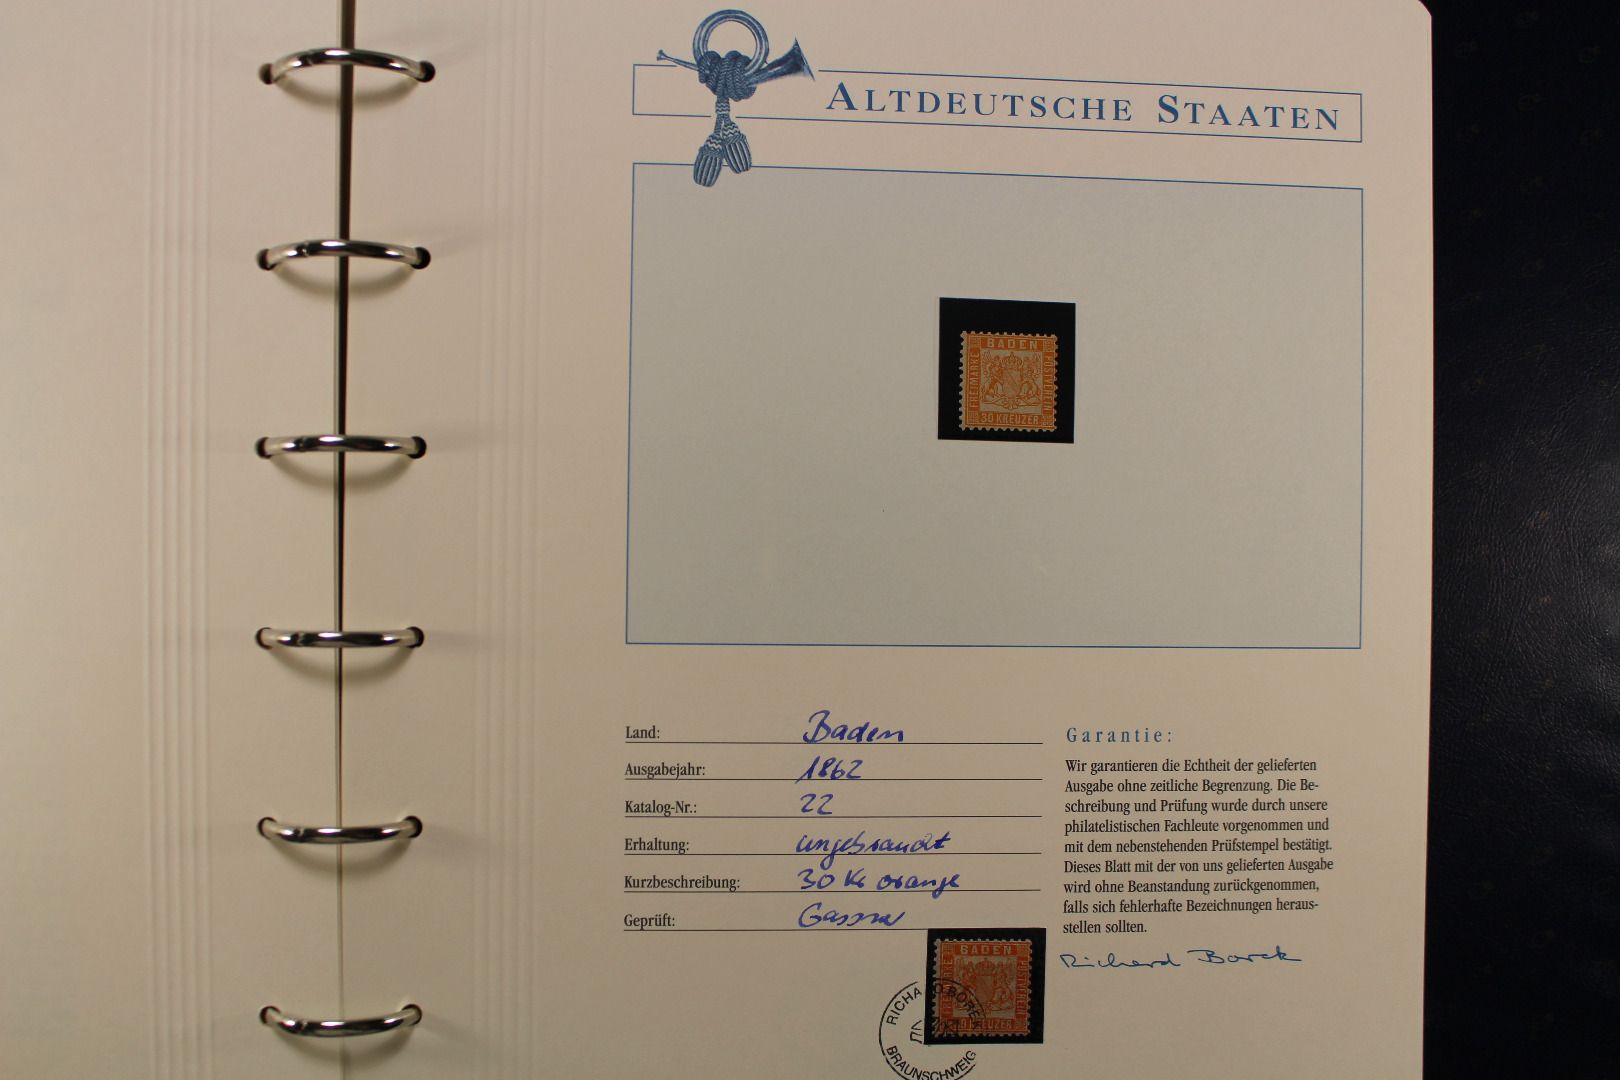 ALTDEUTSCHE STAATEN
BADEN
FREIMARKE
POSTVEREIN
30 KREUZER
Land: Baden
Ausgabejahr: 1862
Katalog-Nr.: 22
Erhaltung: ungebraucht
Kurzbeschreibung: 30 Kr orange
Geprüft:
Garantie:
Wir garantieren die Echtheit der gelieferten
Ausgabe ohne zeitliche Begrenzung. Die Be-
schreibung und Prüfung wurde durch unsere
philatelistischen Fachleute vorgenommen und
mit dem nebenstehenden Prüfstempel bestätigt.
Dieses Blatt mit der von uns gelieferten Ausgabe
wird ohne Beanstandung zurückgenommen,
falls sich fehlerhafte Bezeichnungen heraus-
stellen sollten.
Richard Borek
BADEN
POSTVEREIN
KREUZER
BRAUNSCHWEIG